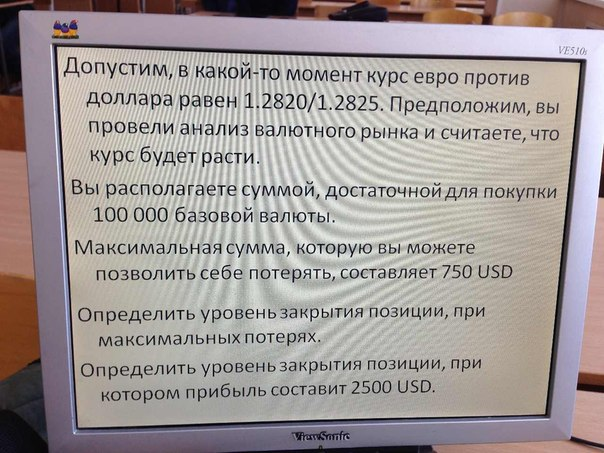 VE510s
Допустим, в какой-то момент курс евро против
доллара равен 1.2820/1.2825. Предположим, вы
провели анализ валютного рынка и считаете, что
курс будет расти.
Вы располагаете суммой, достаточной для покупки
100 000 базовой валюты.
Максимальная сумма, которую вы можете
позволить себе потерять, составляет 750 USD
Определить уровень закрытия позиции, при
максимальных потерях.
Определить уровень закрытия позиции, при
котором прибыль составит 2500 USD.
ViewSonic